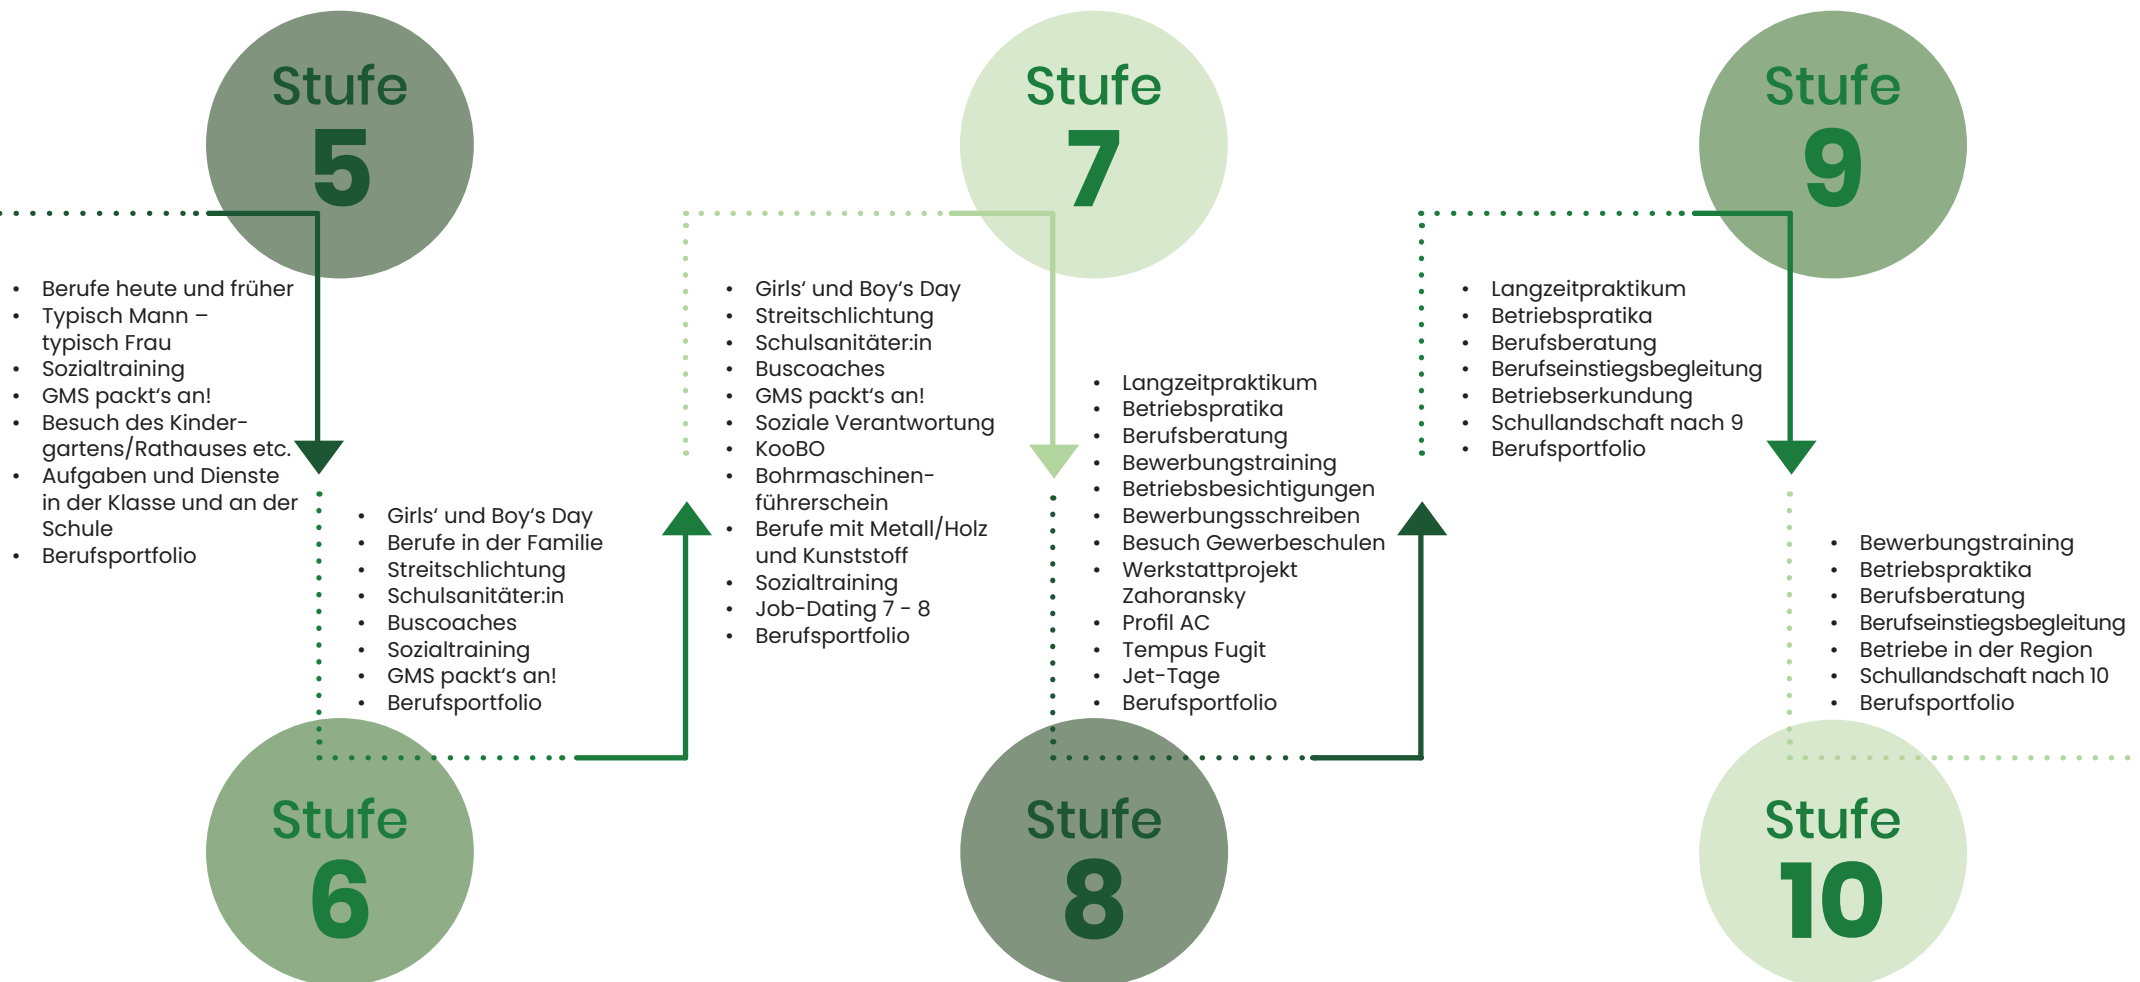 Stufe
5
• Berufe heute und früher
• Typisch Mann –
typisch Frau
• Sozialtraining
• GMS packt‘s an!
• Besuch des Kinder-
gartens/Rathauses etc.
• Aufgaben und Dienste
in der Klasse und an der
Schule
• Berufsportfolio
• Girls‘ und Boy‘s Day
• Berufe in der Familie
• Streitschlichtung
• Schulsanitäter:in
• Buscoaches
• Sozialtraining
• GMS packt‘s an!
• Berufsportfolio
Stufe
6
Stufe
7
• Girls‘ und Boy‘s Day
• Streitschlichtung
• Schulsanitäter:in
• Buscoaches
• GMS packt‘s an!
• Soziale Verantwortung
• KooBO
• Bohrmaschinen-
führerschein
• Berufe mit Metall/Holz
und Kunststoff
• Sozialtraining
• Job-Dating 7 - 8
• Berufsportfolio
• Langzeitpraktikum
• Betriebspratika
• Berufsberatung
• Bewerbungstraining
• Betriebsbesichtigungen
• Bewerbungsschreiben
• Besuch Gewerbeschulen
• Werkstattprojekt
Zahoransky
• Profil AC
• Tempus Fugit
• Jet-Tage
• Berufsportfolio
Stufe
8
Stufe
9
• Langzeitpraktikum
• Betriebspratika
• Berufsberatung
• Berufseinstiegsbegleitung
• Betriebserkundung
• Schullandschaft nach 9
• Berufsportfolio
• Bewerbungstraining
• Betriebspraktika
• Berufsberatung
• Berufseinstiegsbegleitung
• Betriebe in der Region
• Schullandschaft nach 10
• Berufsportfolio
Stufe
10